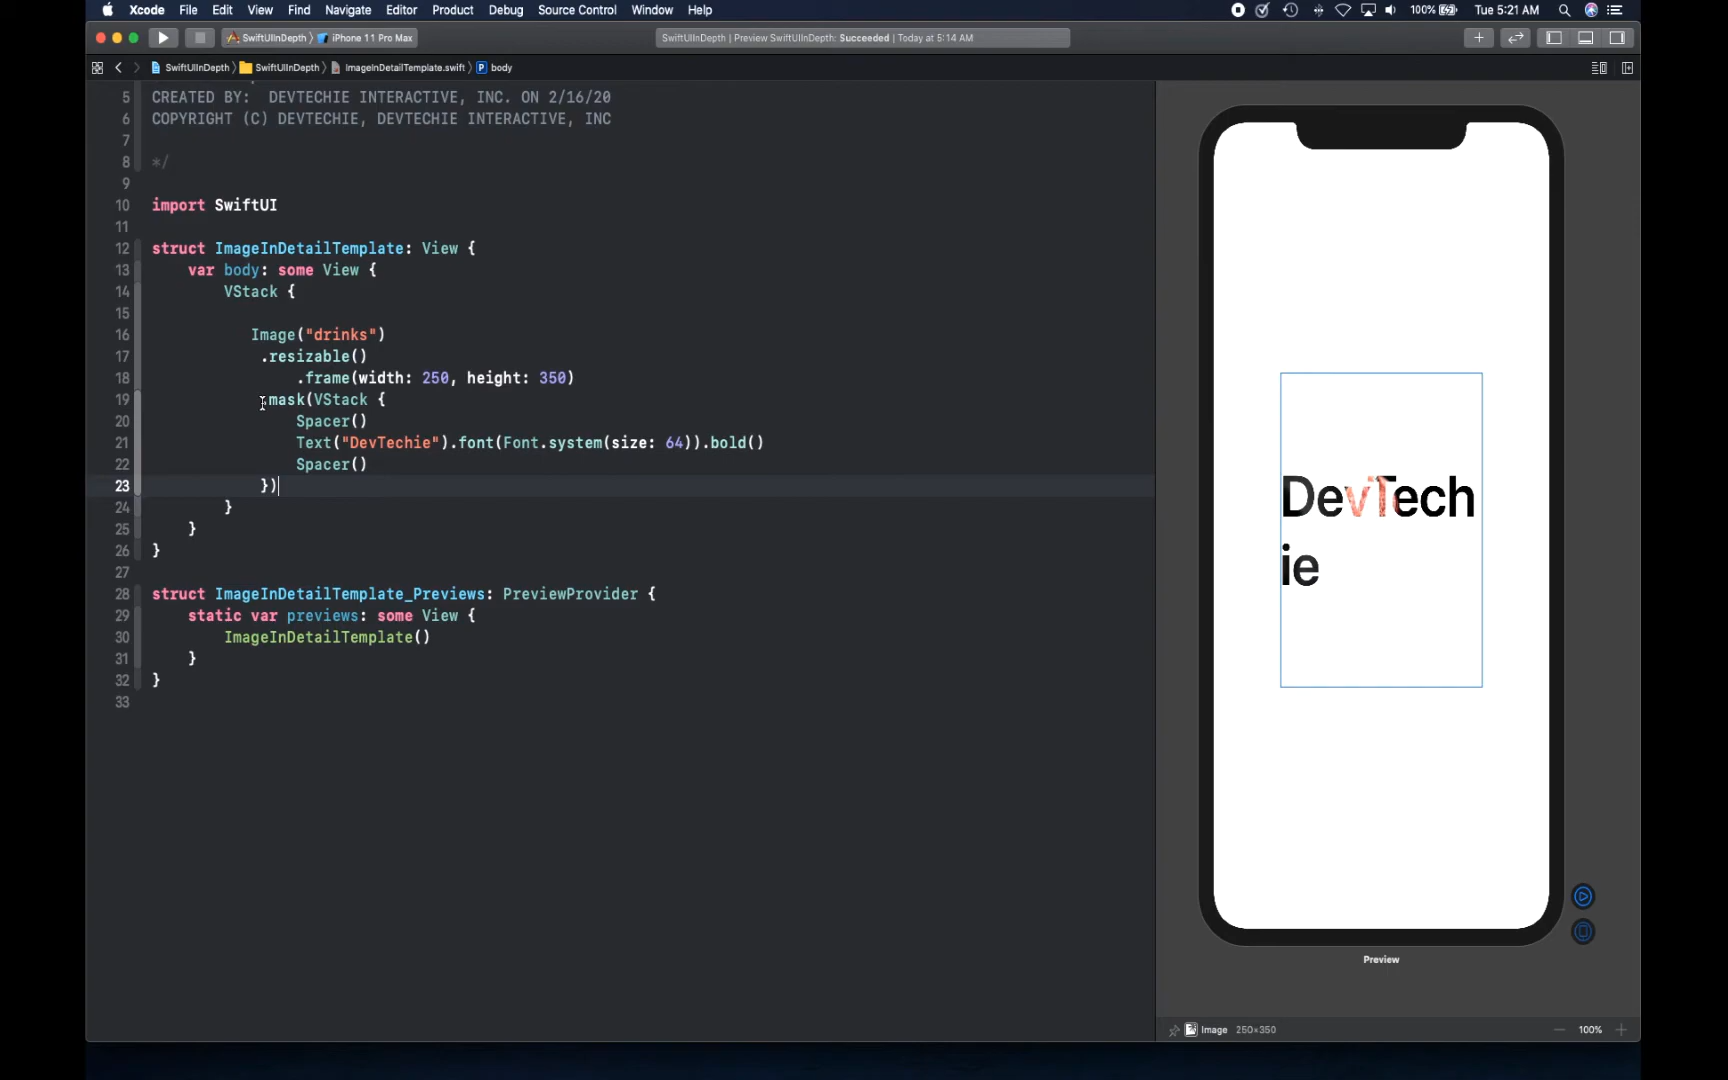 Xcode File Edit View Find Navigate Editor Product Debug Source Control Window Help 100% Tue 5:21 AM
SwiftUIInDepth iPhone 11 Pro Max SwiftUIInDepth | Preview SwiftUIInDepth: Succeeded | Today at 5:14 AM
SwiftUIInDepth SwiftUIInDepth ImageInDetailTemplate.swift P body
5 CREATED BY: DEVTECHIE INTERACTIVE, INC. ON 2/16/20
6 COPYRIGHT (C) DEVTECHIE, DEVTECHIE INTERACTIVE, INC
7
8 */
9
10 import SwiftUI
11
12 struct ImageInDetailTemplate: View {
13 var body: some View {
14 VStack {
15
16 Image("drinks")
17 .resizable()
18 .frame(width: 250, height: 350)
19 .mask(VStack {
20 Spacer()
21 Text("DevTechie").font(Font.system(size: 64)).bold()
22 Spacer()
23 })
24 }
25 }
26 }
27
28 struct ImageInDetailTemplate_Previews: PreviewProvider {
29 static var previews: some View {
30 ImageInDetailTemplate()
31 }
32 }
33
DevTech
ie
Preview
Image 250×350 100%